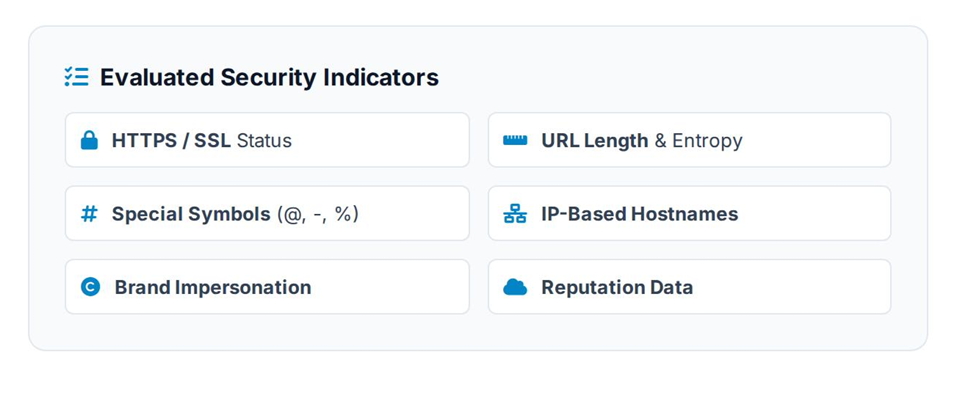 Evaluated Security Indicators
HTTPS / SSL Status
URL Length & Entropy
Special Symbols (@, -, %)
IP-Based Hostnames
Brand Impersonation
Reputation Data